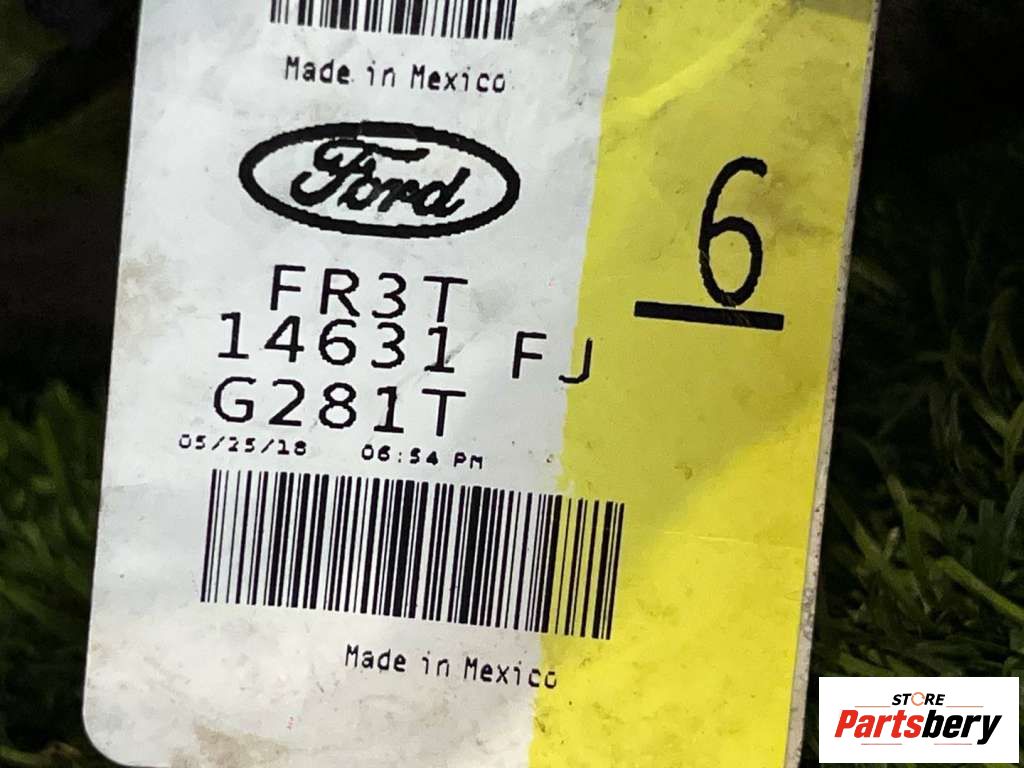 Made in Mexico
Ford
6
FR3T
14631 FJ
G281T
05/25/18 06:54 PM
Made in Mexico
STORE
Partsbery